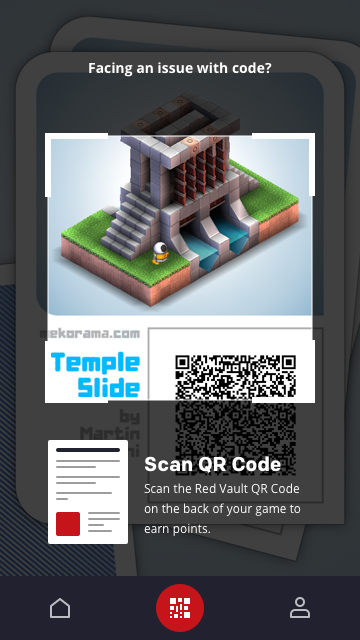 Facing an issue with code?
mekorama.com
Temple
Slide
by
Martin
Scan QR Code
Scan the Red Vault QR Code
on the back of your game to
earn points.